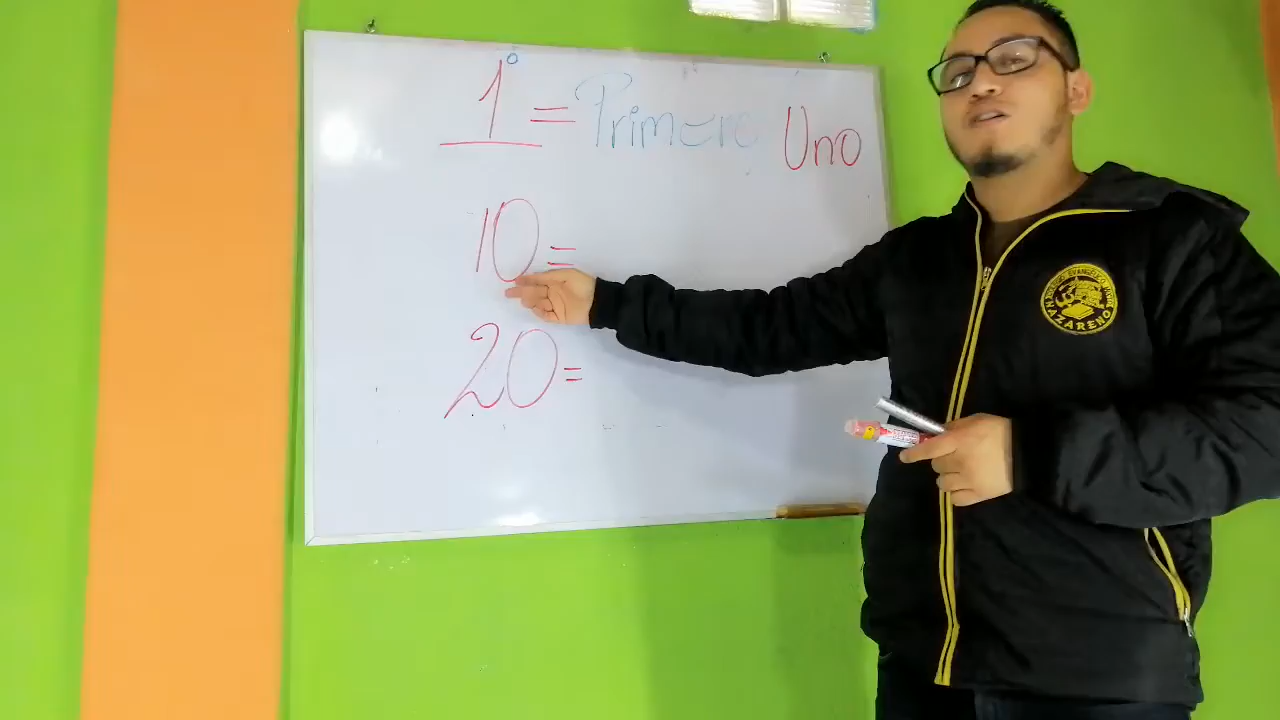 1° = Primero Uno
10 =
20 =
NAZARENO